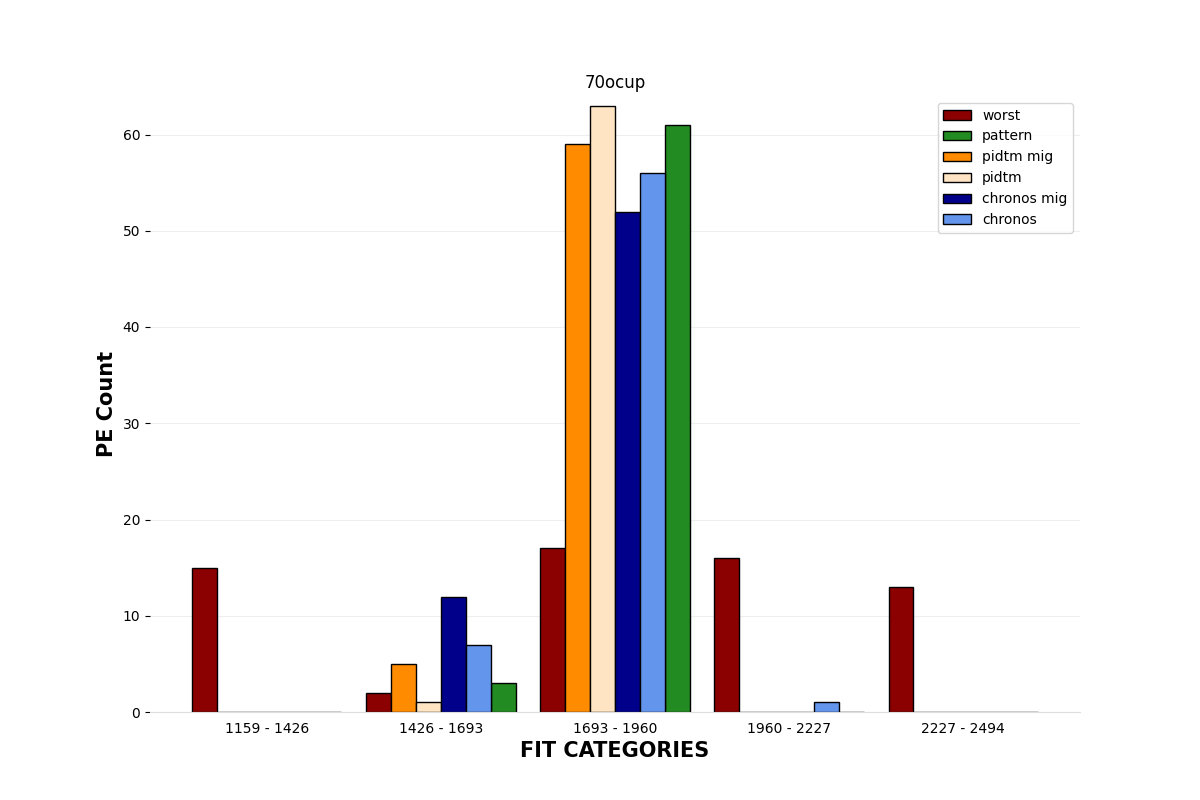 70ocup
worst
pattern
pidtm mig
pidtm
chronos mig
chronos
PE Count
60
50
40
30
20
10
0
1159 - 1426
1426 - 1693
1693 - 1960
1960 - 2227
2227 - 2494
FIT CATEGORIES